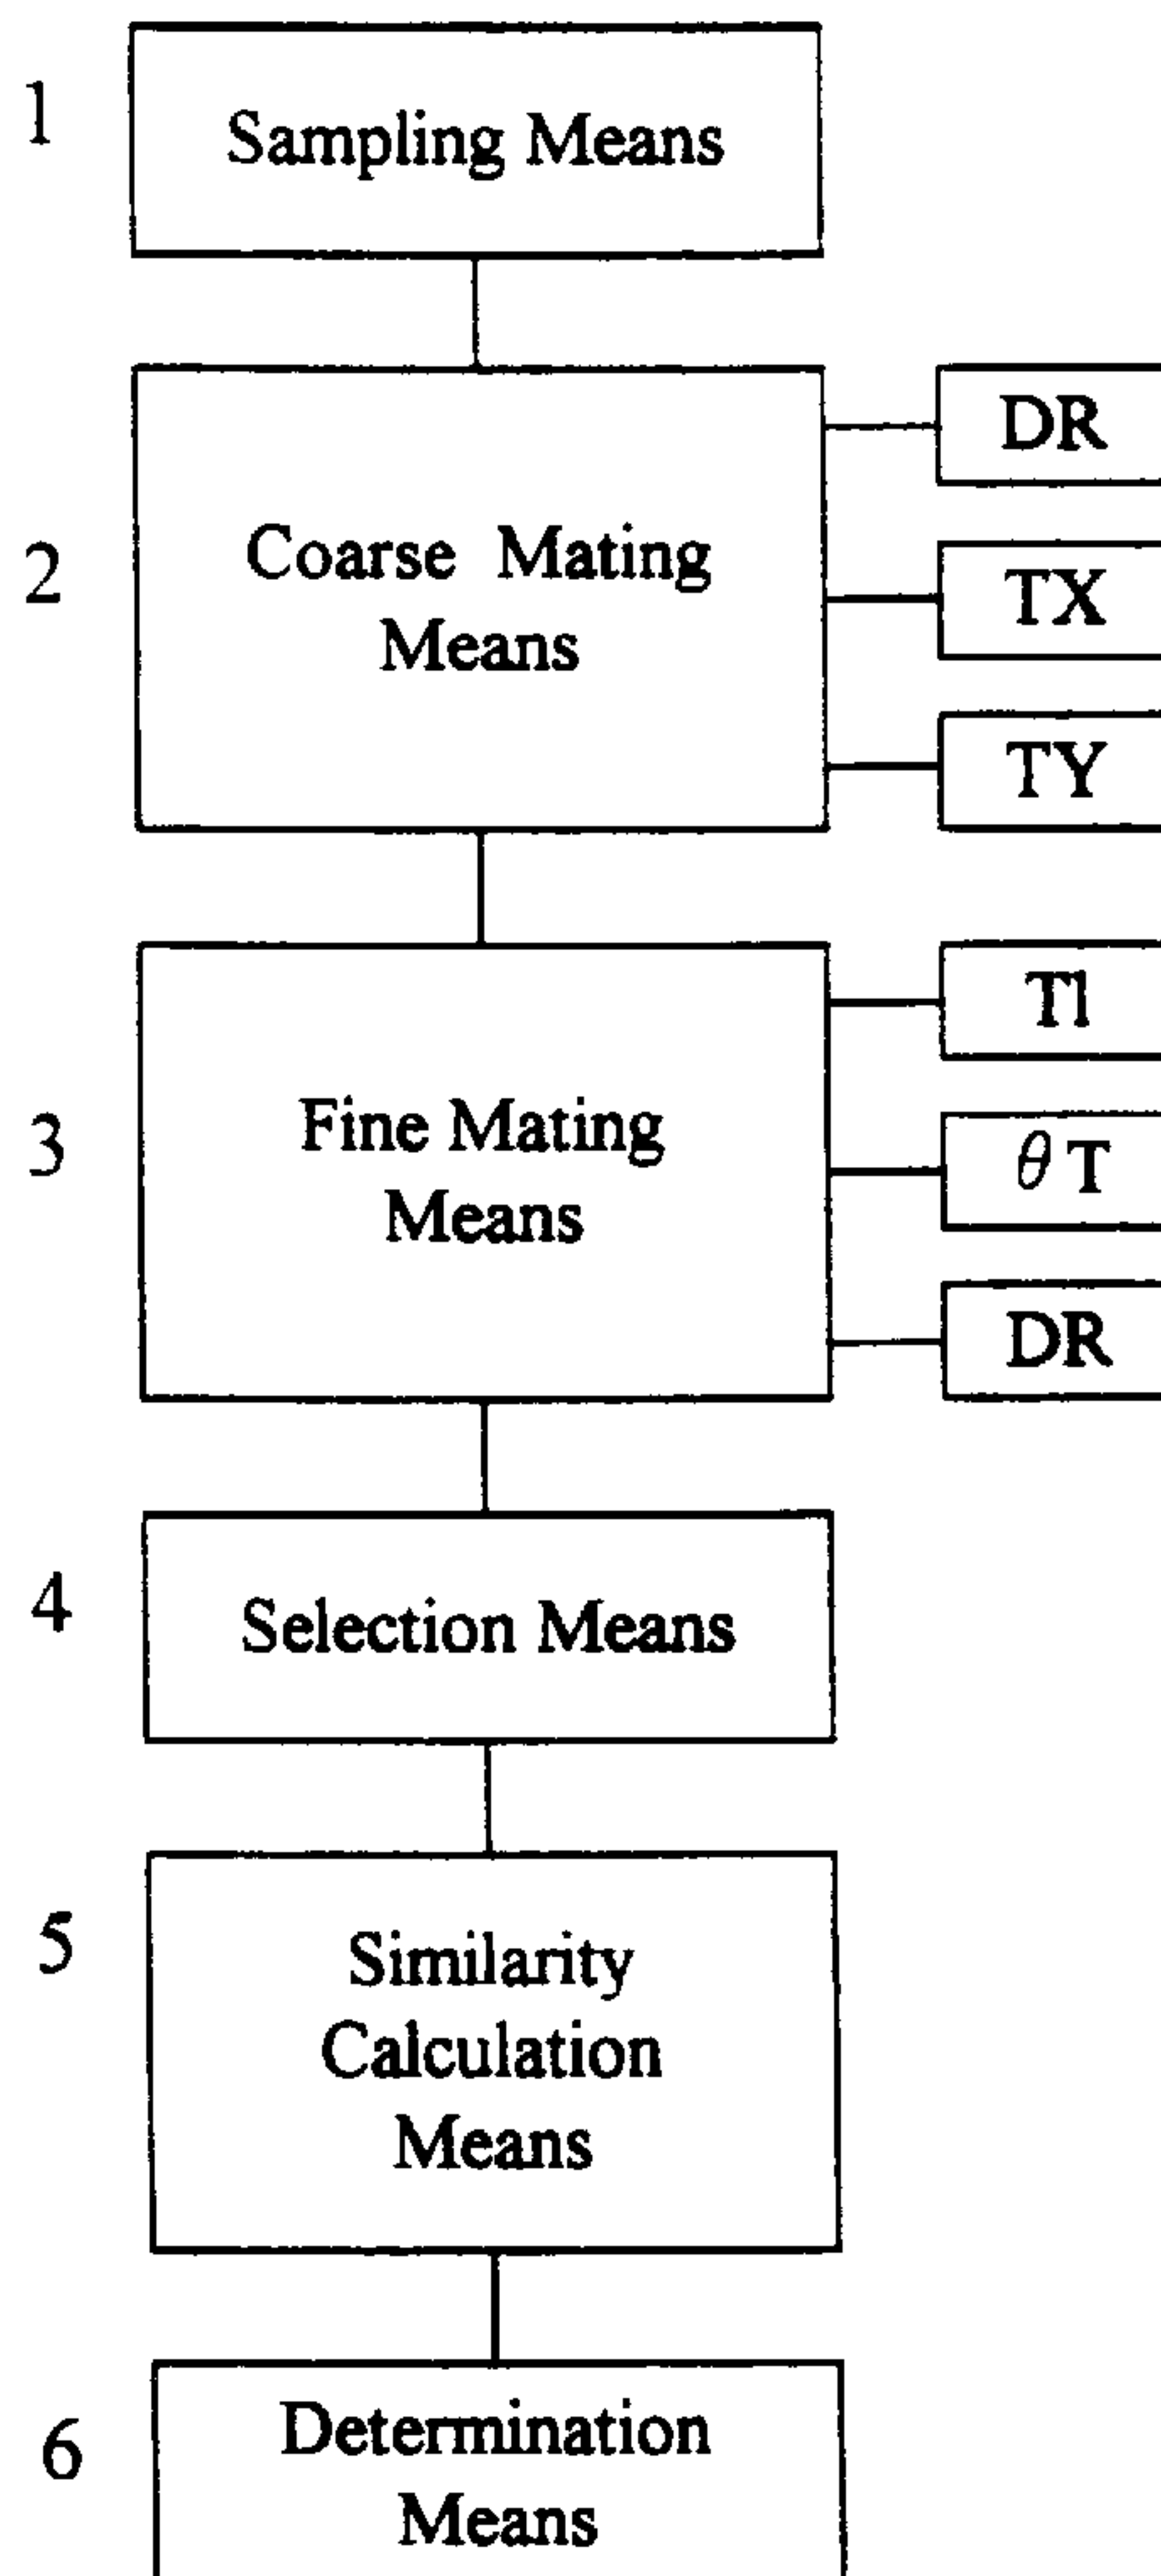 1
Sampling Means
2
Coarse Mating
Means
DR
TX
TY
3
Fine Mating
Means
Tl
θT
DR
4
Selection Means
5
Similarity
Calculation
Means
6
Determination
Means